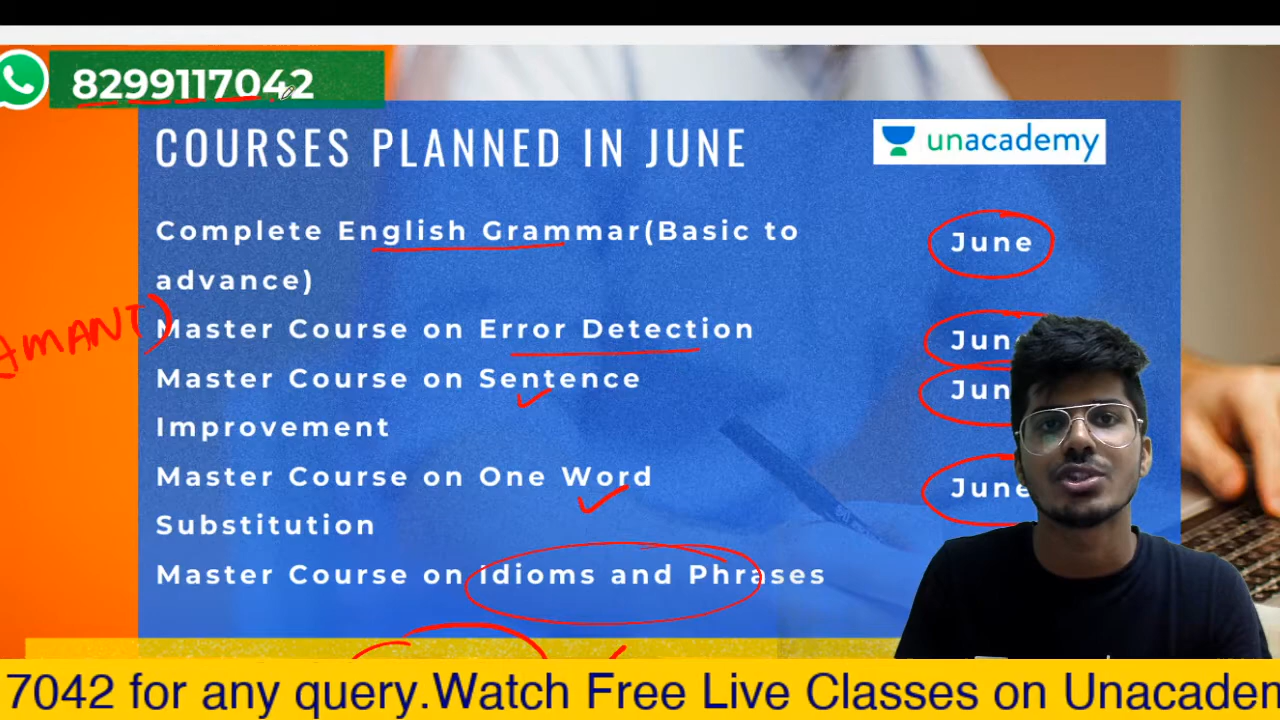 8299117042
COURSES PLANNED IN JUNE
unacademy
Complete English Grammar(Basic to
advance)
June
AMANT)
Master Course on Error Detection
Master Course on Sentence
Improvement
Master Course on One Word
June
Substitution
Master Course on Idioms and Phrases
7042 for any query.Watch Free Live Classes on Unacadem